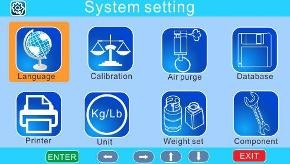 System setting
Language Calibration Air purge Database
Kg/Lb
Printer Unit Weight set Component
ENTER EXIT